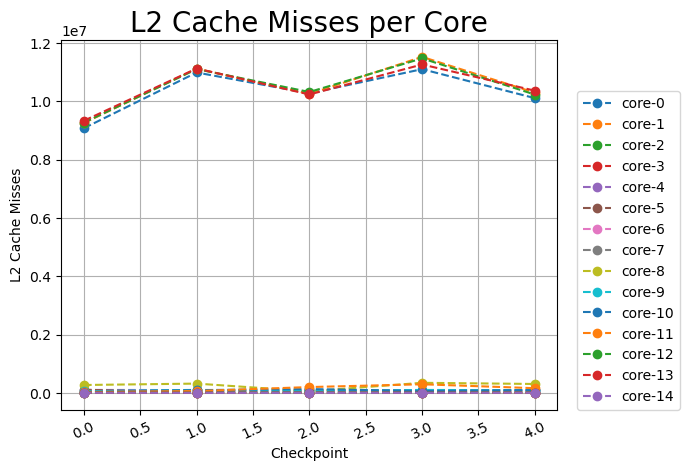 L2 Cache Misses per Core
1e7
1.2
1.0
0.8
0.6
0.4
0.2
0.0
L2 Cache Misses
0.0 0.5 1.0 1.5 2.0 2.5 3.0 3.5 4.0
Checkpoint
core-0
core-1
core-2
core-3
core-4
core-5
core-6
core-7
core-8
core-9
core-10
core-11
core-12
core-13
core-14